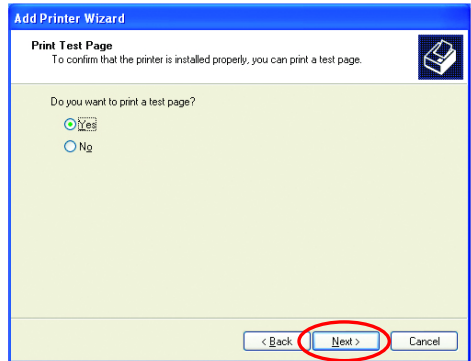 Add Printer Wizard
Print Test Page
To confirm that the printer is installed properly, you can print a test page.
Do you want to print a test page?
Yes
No
< Back
Next >
Cancel